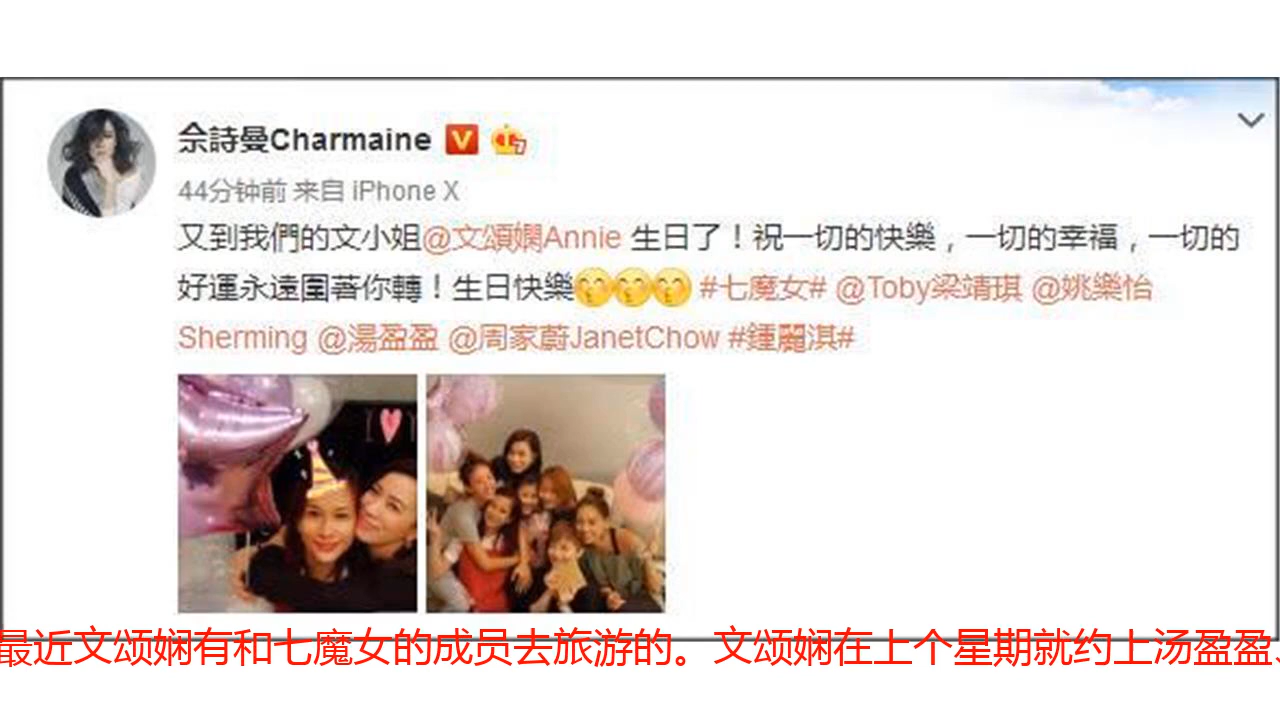 佘詩曼Charmaine
44分钟前 来自 iPhone X
又到我們的文小姐@文頌嫻Annie 生日了！祝一切的快樂，一切的幸福，一切的
好運永遠圍著你轉！生日快樂 #七魔女# @Toby梁靖琪 @姚樂怡
Sherming @湯盈盈 @周家蔚JanetChow #鍾麗淇#
最近文颂娴有和七魔女的成员去旅游的。文颂娴在上个星期就约上汤盈盈、